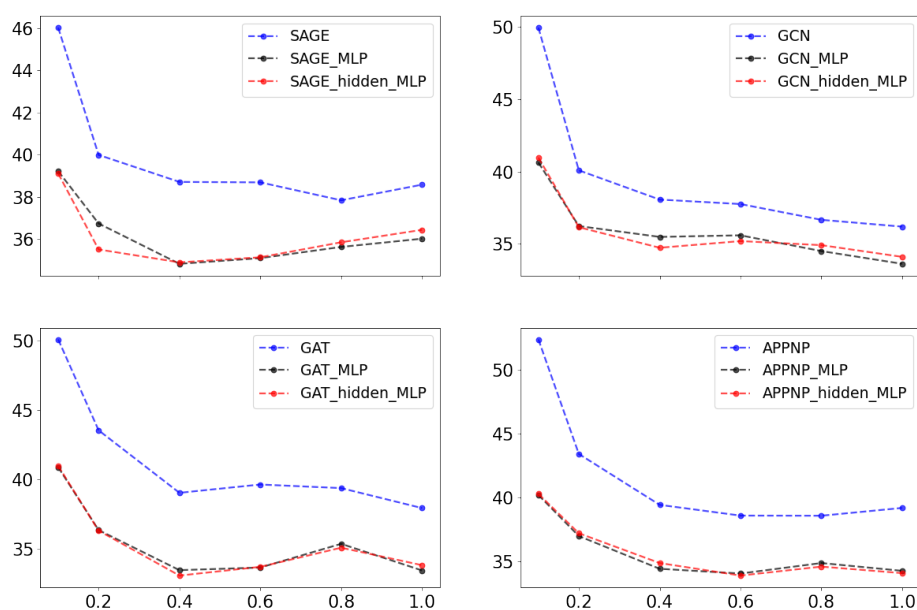 46
44
42
40
38
36
SAGE
SAGE_MLP
SAGE_hidden_MLP
50
45
40
35
GCN
GCN_MLP
GCN_hidden_MLP
50
45
40
35
0.2 0.4 0.6 0.8 1.0
GAT
GAT_MLP
GAT_hidden_MLP
50
45
40
35
0.2 0.4 0.6 0.8 1.0
APPNP
APPNP_MLP
APPNP_hidden_MLP